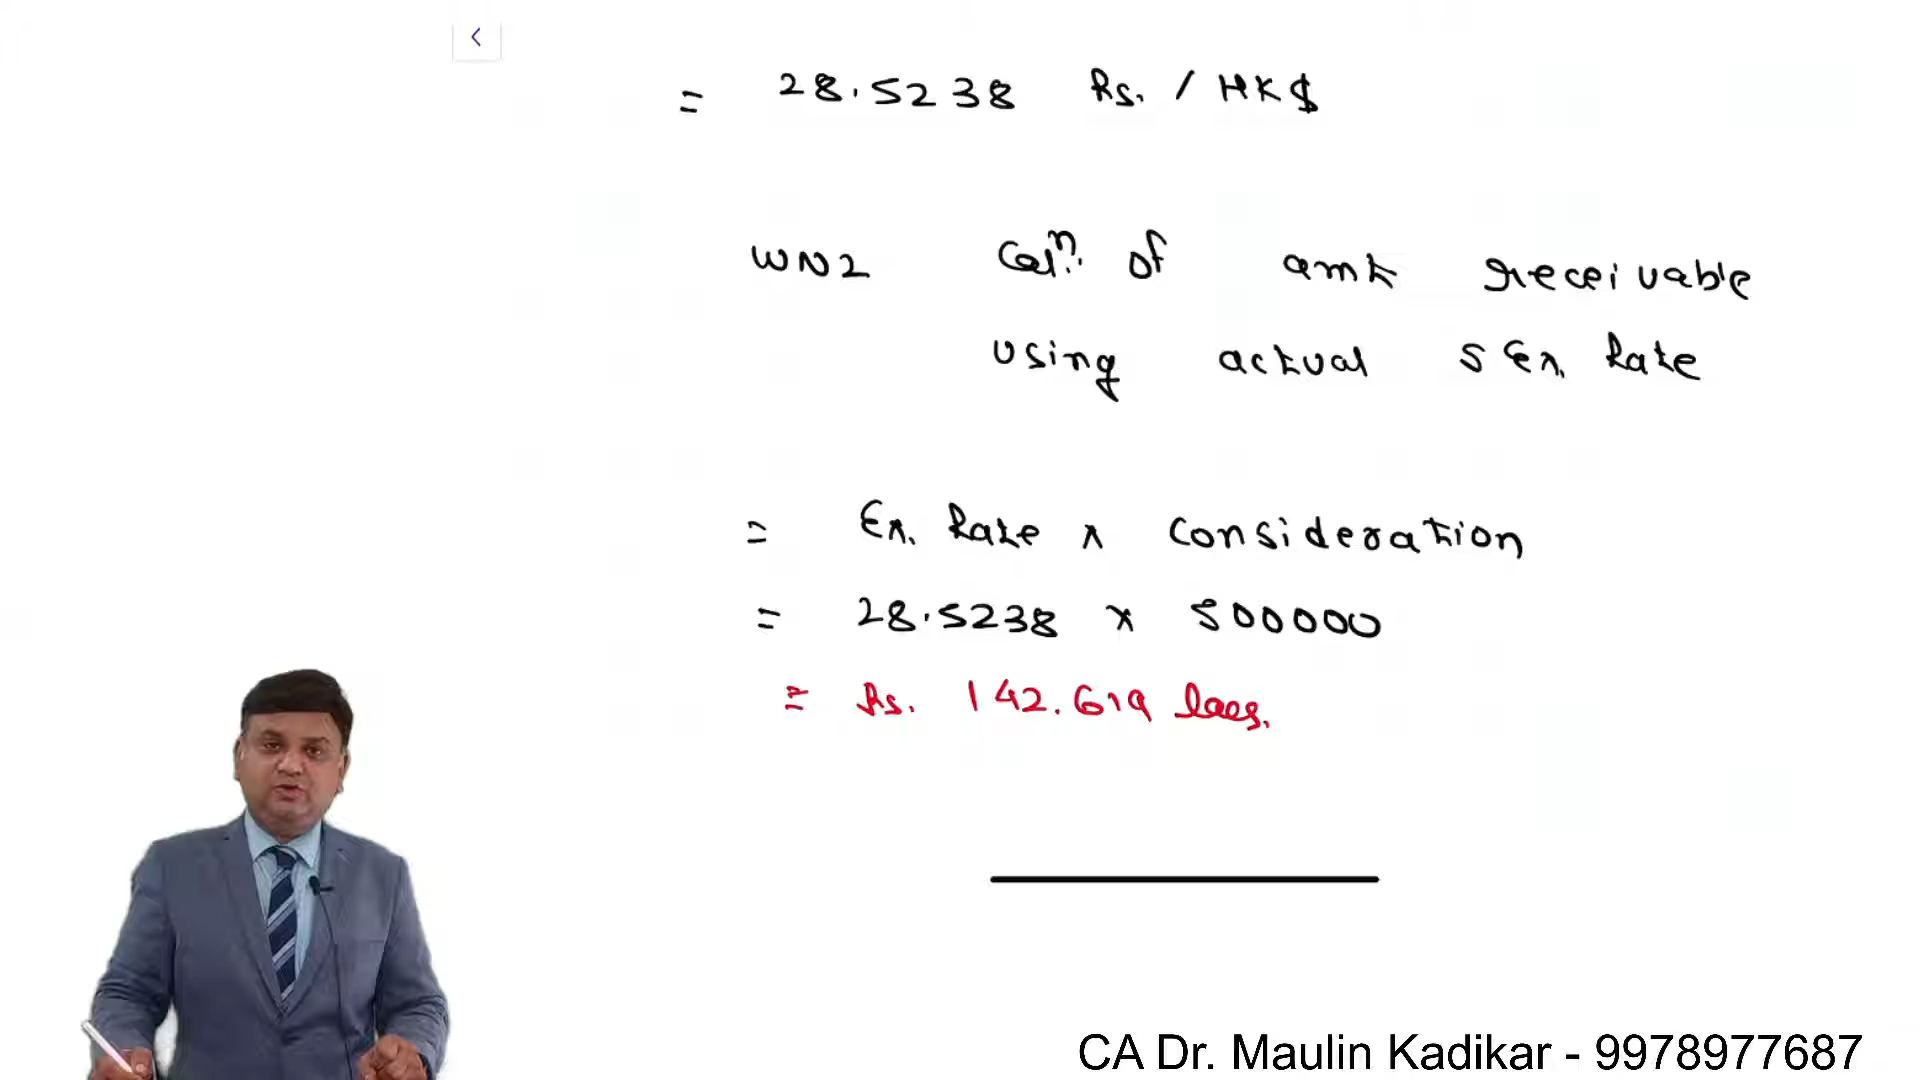 = 28.5238 Rs. / HK$
WN2 Calⁿ. of amt receivable
using actual S Ex. Rate
= Ex. Rate x consideration
= 28.5238 x 500000
= Rs. 142.619 lacs.
CA Dr. Maulin Kadikar - 9978977687